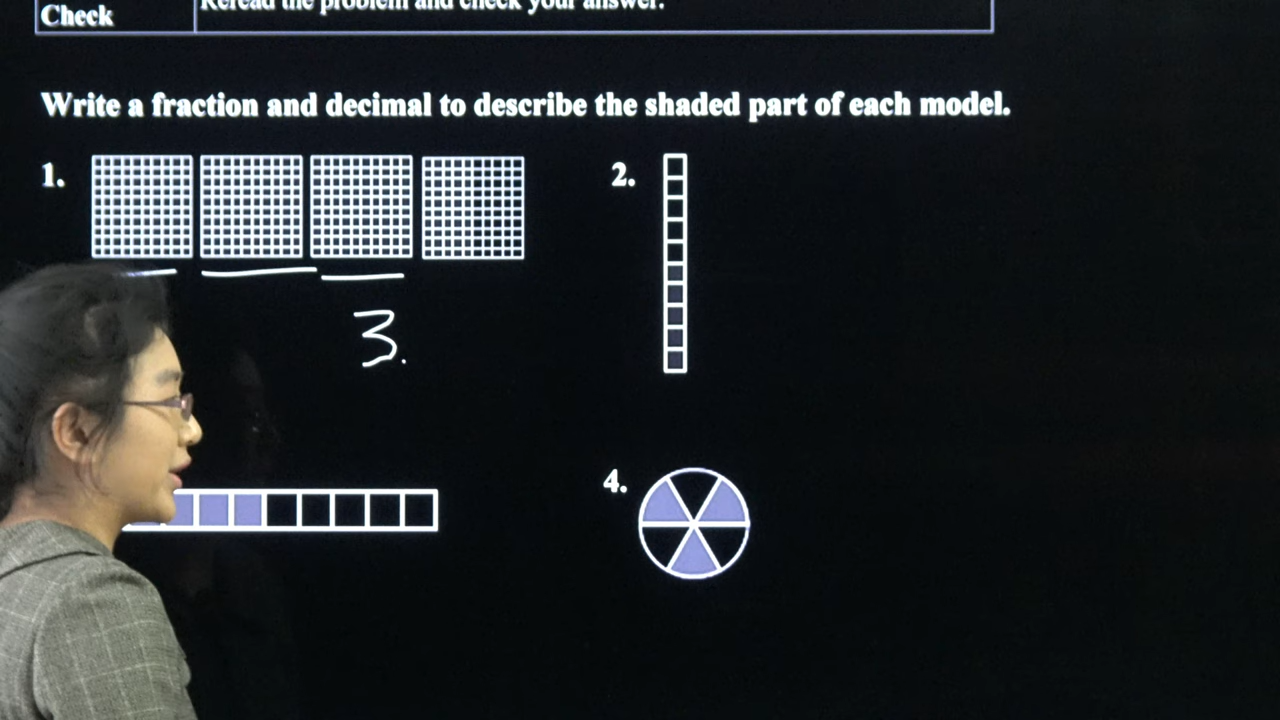 Check
Reread the problem and check your answer.
Write a fraction and decimal to describe the shaded part of each model.
1.
2.
3.
4.